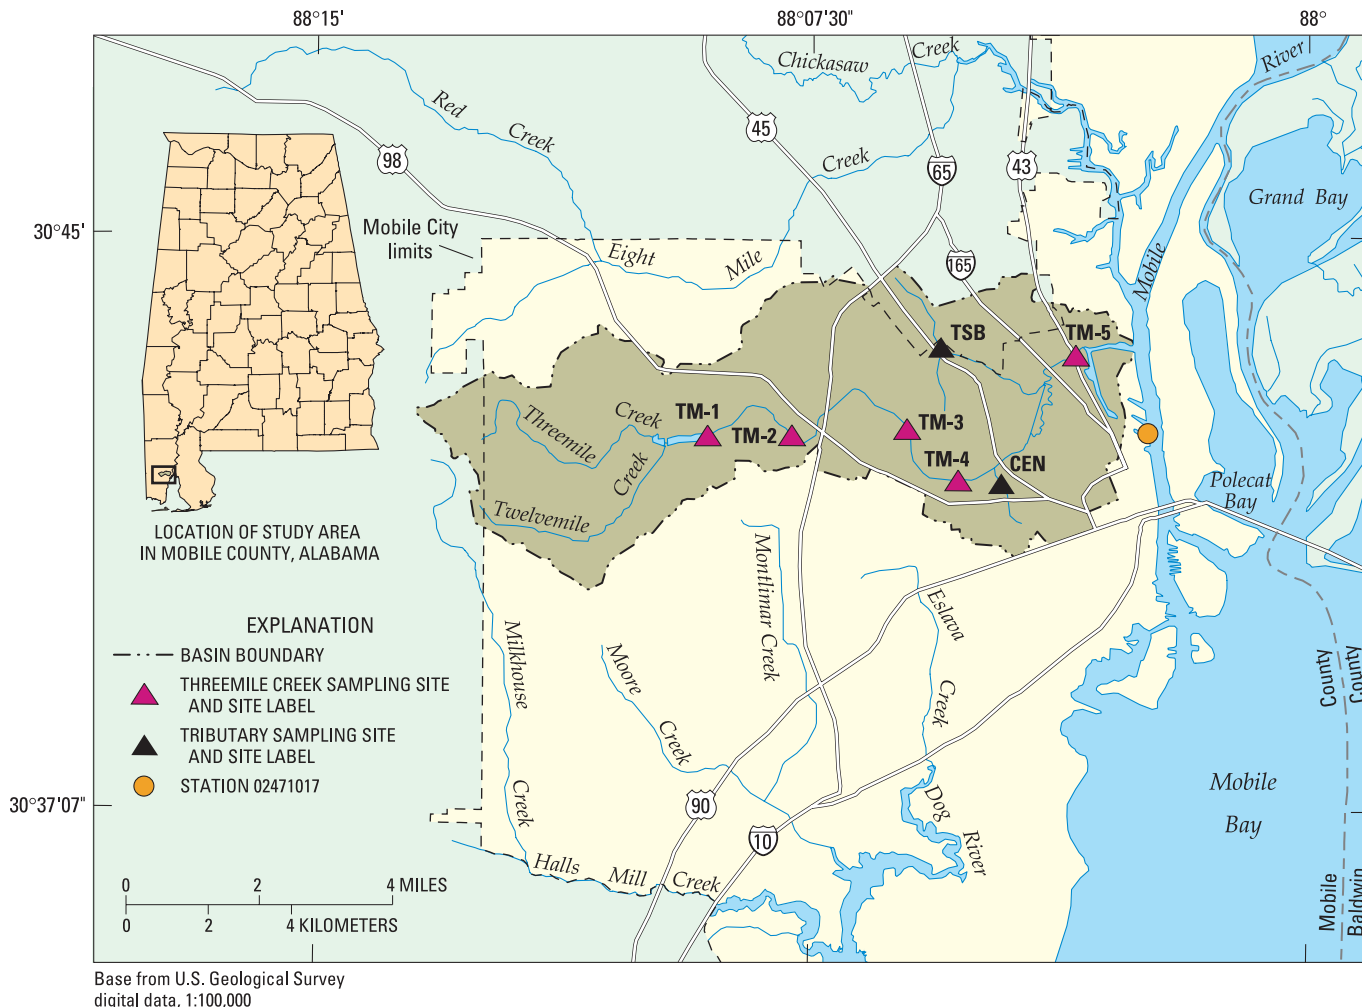 88°15'
88°07'30"
88°
Chickasaw
Creek
River
Red
Creek
45
98
Creek
65
43
Grand Bay
30°45'
Mobile City
limits
Eight
Mile
165
Mobile
TSB
TM-5
Threemile
Creek
TM-1
TM-2
TM-3
TM-4
CEN
Creek
Twelvemile
Polecat
Bay
LOCATION OF STUDY AREA
IN MOBILE COUNTY, ALABAMA
Montlimar Creek
Eslava
Creek
Milkhouse
Creek
Moore
Creek
EXPLANATION
BASIN BOUNDARY
THREEMILE CREEK SAMPLING SITE
AND SITE LABEL
TRIBUTARY SAMPLING SITE
AND SITE LABEL
STATION 02471017
County
County
30°37'07"
90
10
Dog
River
Mobile
Bay
Halls Mill Creek
0 2 4 MILES
0 2 4 KILOMETERS
Mobile
Baldwin
Base from U.S. Geological Survey
digital data, 1:100,000